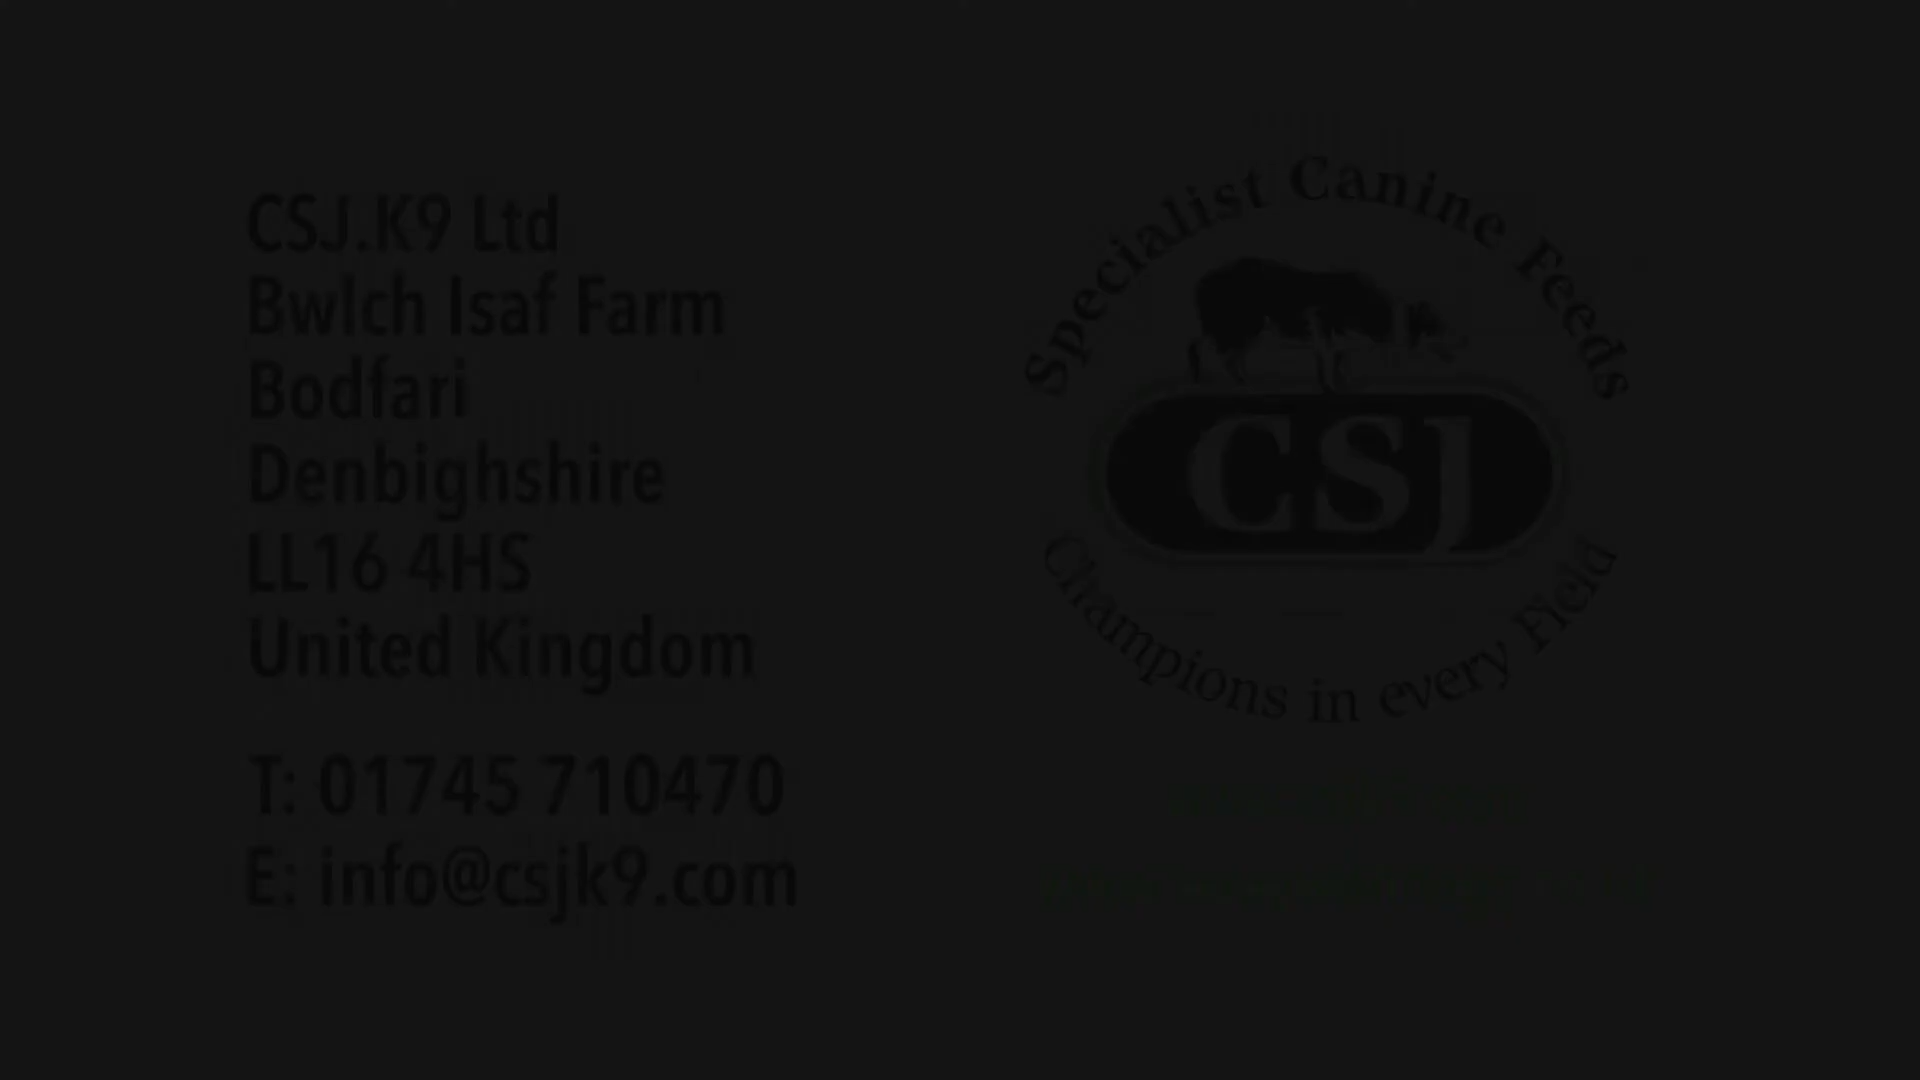 CSJ.K9 Ltd
Bwlch Isaf Farm
Bodfari
Denbighshire
LL16 4HS
United Kingdom
T: 01745 710470
E: info@csjk9.com
Specialist Canine Feeds
CSJ
Champions in every Field